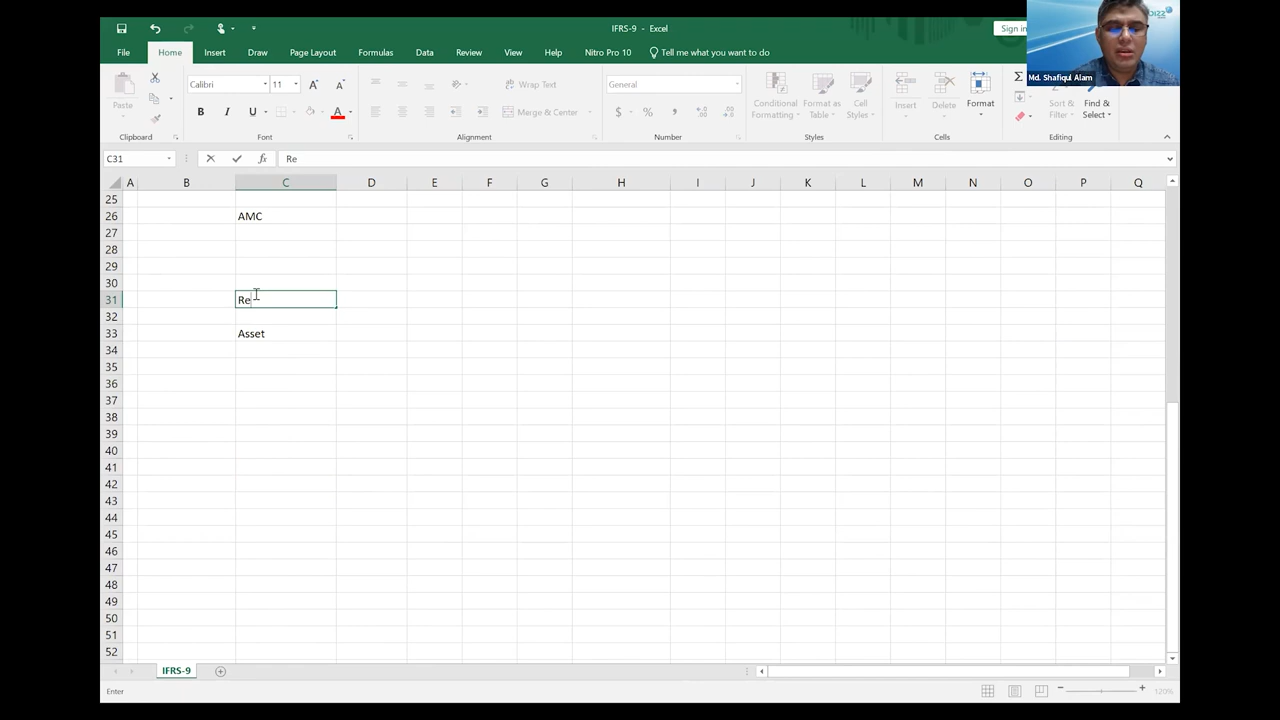 IFRS-9 - Excel
Sign in
Md. Shafiqul Alam
File Home Insert Draw Page Layout Formulas Data Review View Help Nitro Pro 10 Tell me what you want to do
Calibri 11 Wrap Text General
Paste B I U Merge & Center $ % , Conditional Formatting Format as Table Cell Styles Insert Delete Format Sort & Filter Find & Select
Clipboard Font Alignment Number Styles Cells Editing
C31 fx Re
A B C D E F G H I J K L M N O P Q
25
26 AMC
27
28
29
30
31 Re
32
33 Asset
34
35
36
37
38
39
40
41
42
43
44
45
46
47
48
49
50
51
52
IFRS-9
Enter 120%